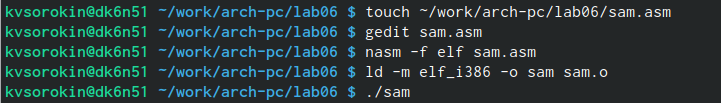 kvsorokin@dk6n51 ~/work/arch-pc/lab06 $ touch ~/work/arch-pc/lab06/sam.asm
kvsorokin@dk6n51 ~/work/arch-pc/lab06 $ gedit sam.asm
kvsorokin@dk6n51 ~/work/arch-pc/lab06 $ nasm -f elf sam.asm
kvsorokin@dk6n51 ~/work/arch-pc/lab06 $ ld -m elf_i386 -o sam sam.o
kvsorokin@dk6n51 ~/work/arch-pc/lab06 $ ./sam